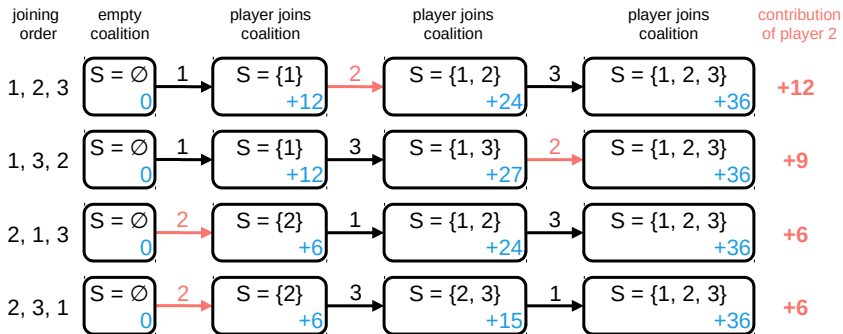 joining order
empty coalition
player joins coalition
player joins coalition
player joins coalition
contribution of player 2
1, 2, 3
S = ∅
0
1
S = {1}
+12
2
S = {1, 2}
+24
3
S = {1, 2, 3}
+36
+12
1, 3, 2
S = ∅
0
1
S = {1}
+12
3
S = {1, 3}
+27
2
S = {1, 2, 3}
+36
+9
2, 1, 3
S = ∅
0
2
S = {2}
+6
1
S = {1, 2}
+24
3
S = {1, 2, 3}
+36
+6
2, 3, 1
S = ∅
0
2
S = {2}
+6
3
S = {2, 3}
+15
1
S = {1, 2, 3}
+36
+6